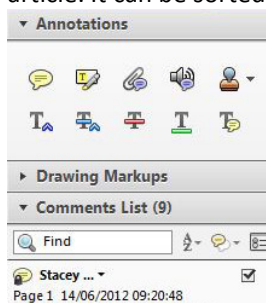 article. It can be sorted
Annotations
Drawing Markups
Comments List (9)
Find
Stacey ...
Page 1 14/06/2012 09:20:48